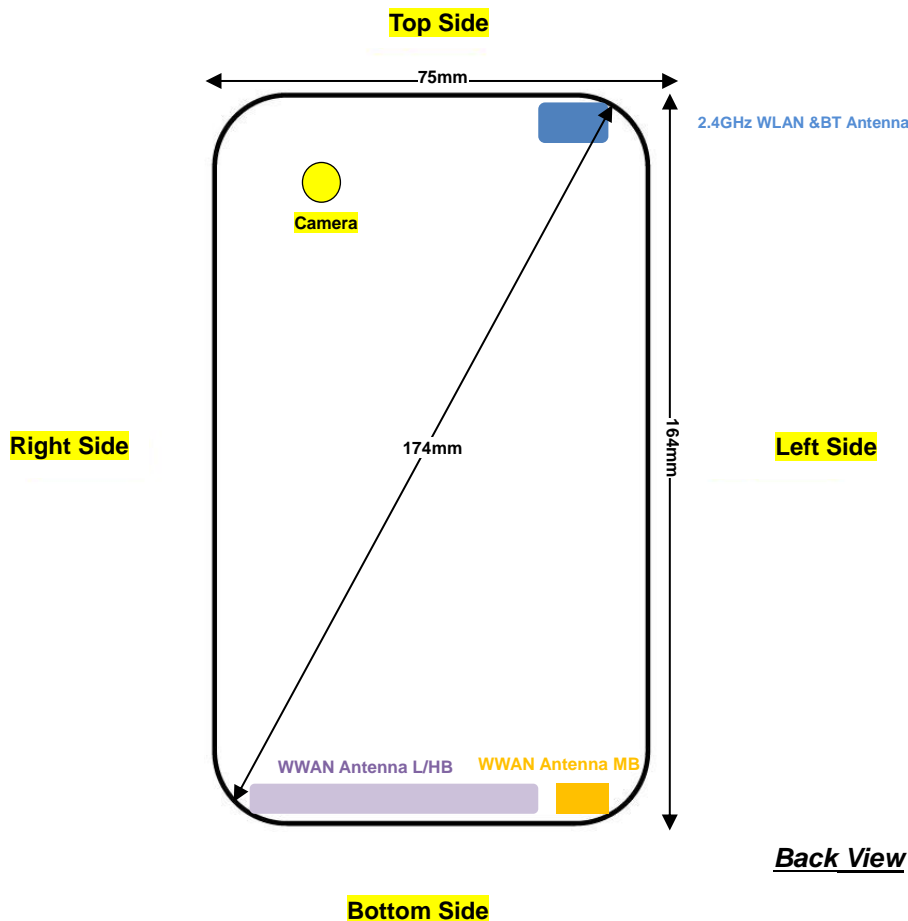 Top Side
75mm
2.4GHz WLAN &BT Antenna
Camera
Right Side
174mm
164mm
Left Side
WWAN Antenna L/HB
WWAN Antenna MB
Back View
Bottom Side